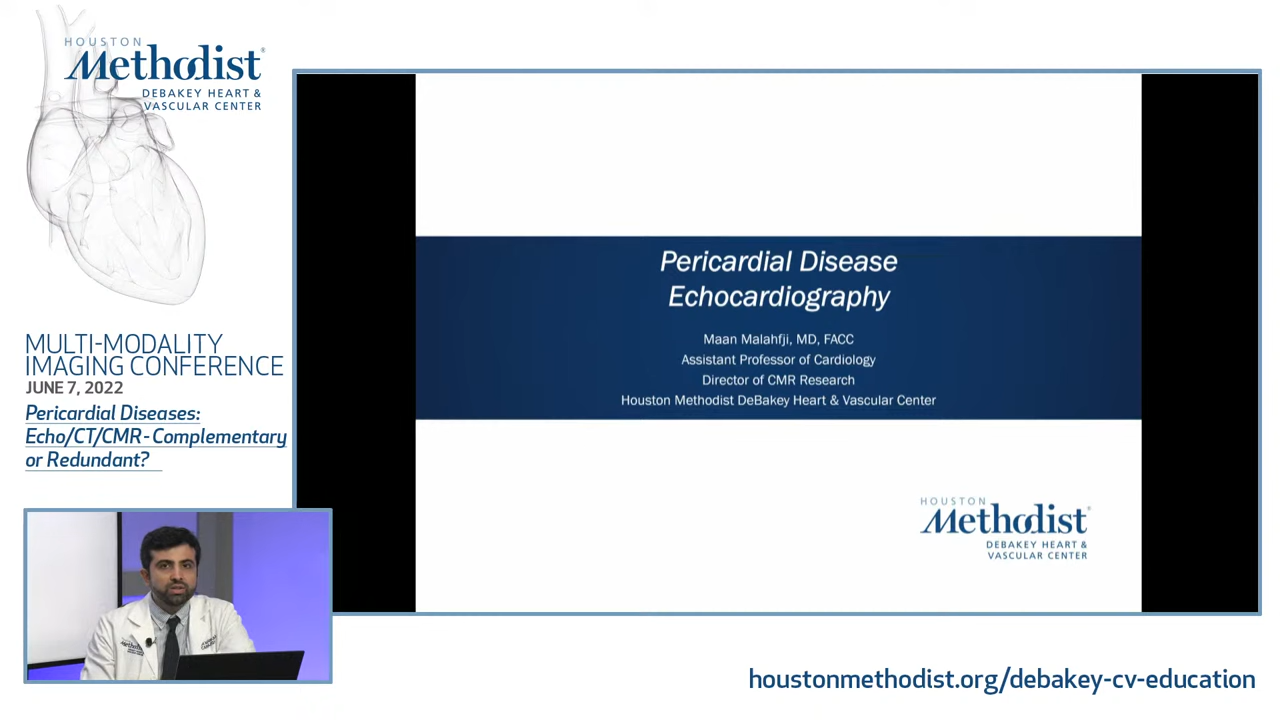 HOUSTON
Methodist®
DEBAKEY HEART &
VASCULAR CENTER
MULTI-MODALITY
IMAGING CONFERENCE
JUNE 7, 2022
Pericardial Diseases:
Echo/CT/CMR-Complementary
or Redundant?
Pericardial Disease
Echocardiography
Maan Malahfji, MD, FACC
Assistant Professor of Cardiology
Director of CMR Research
Houston Methodist DeBakey Heart & Vascular Center
HOUSTON
Methodist®
DEBAKEY HEART &
VASCULAR CENTER
houstonmethodist.org/debakey-cv-education